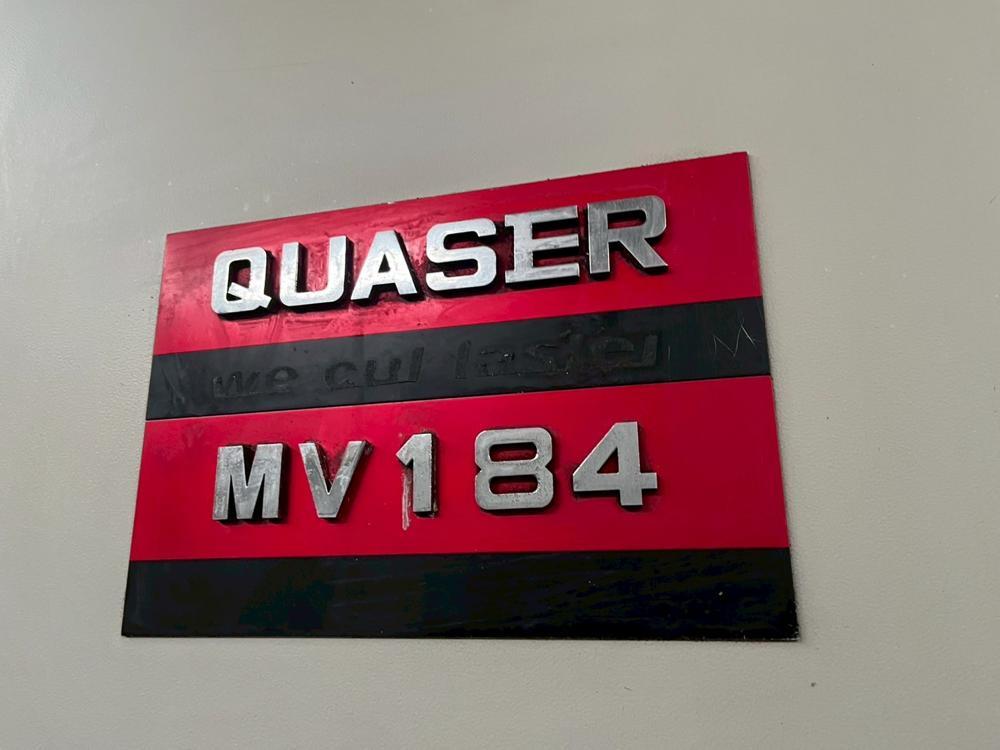 QUASER
we cut faster
MV184